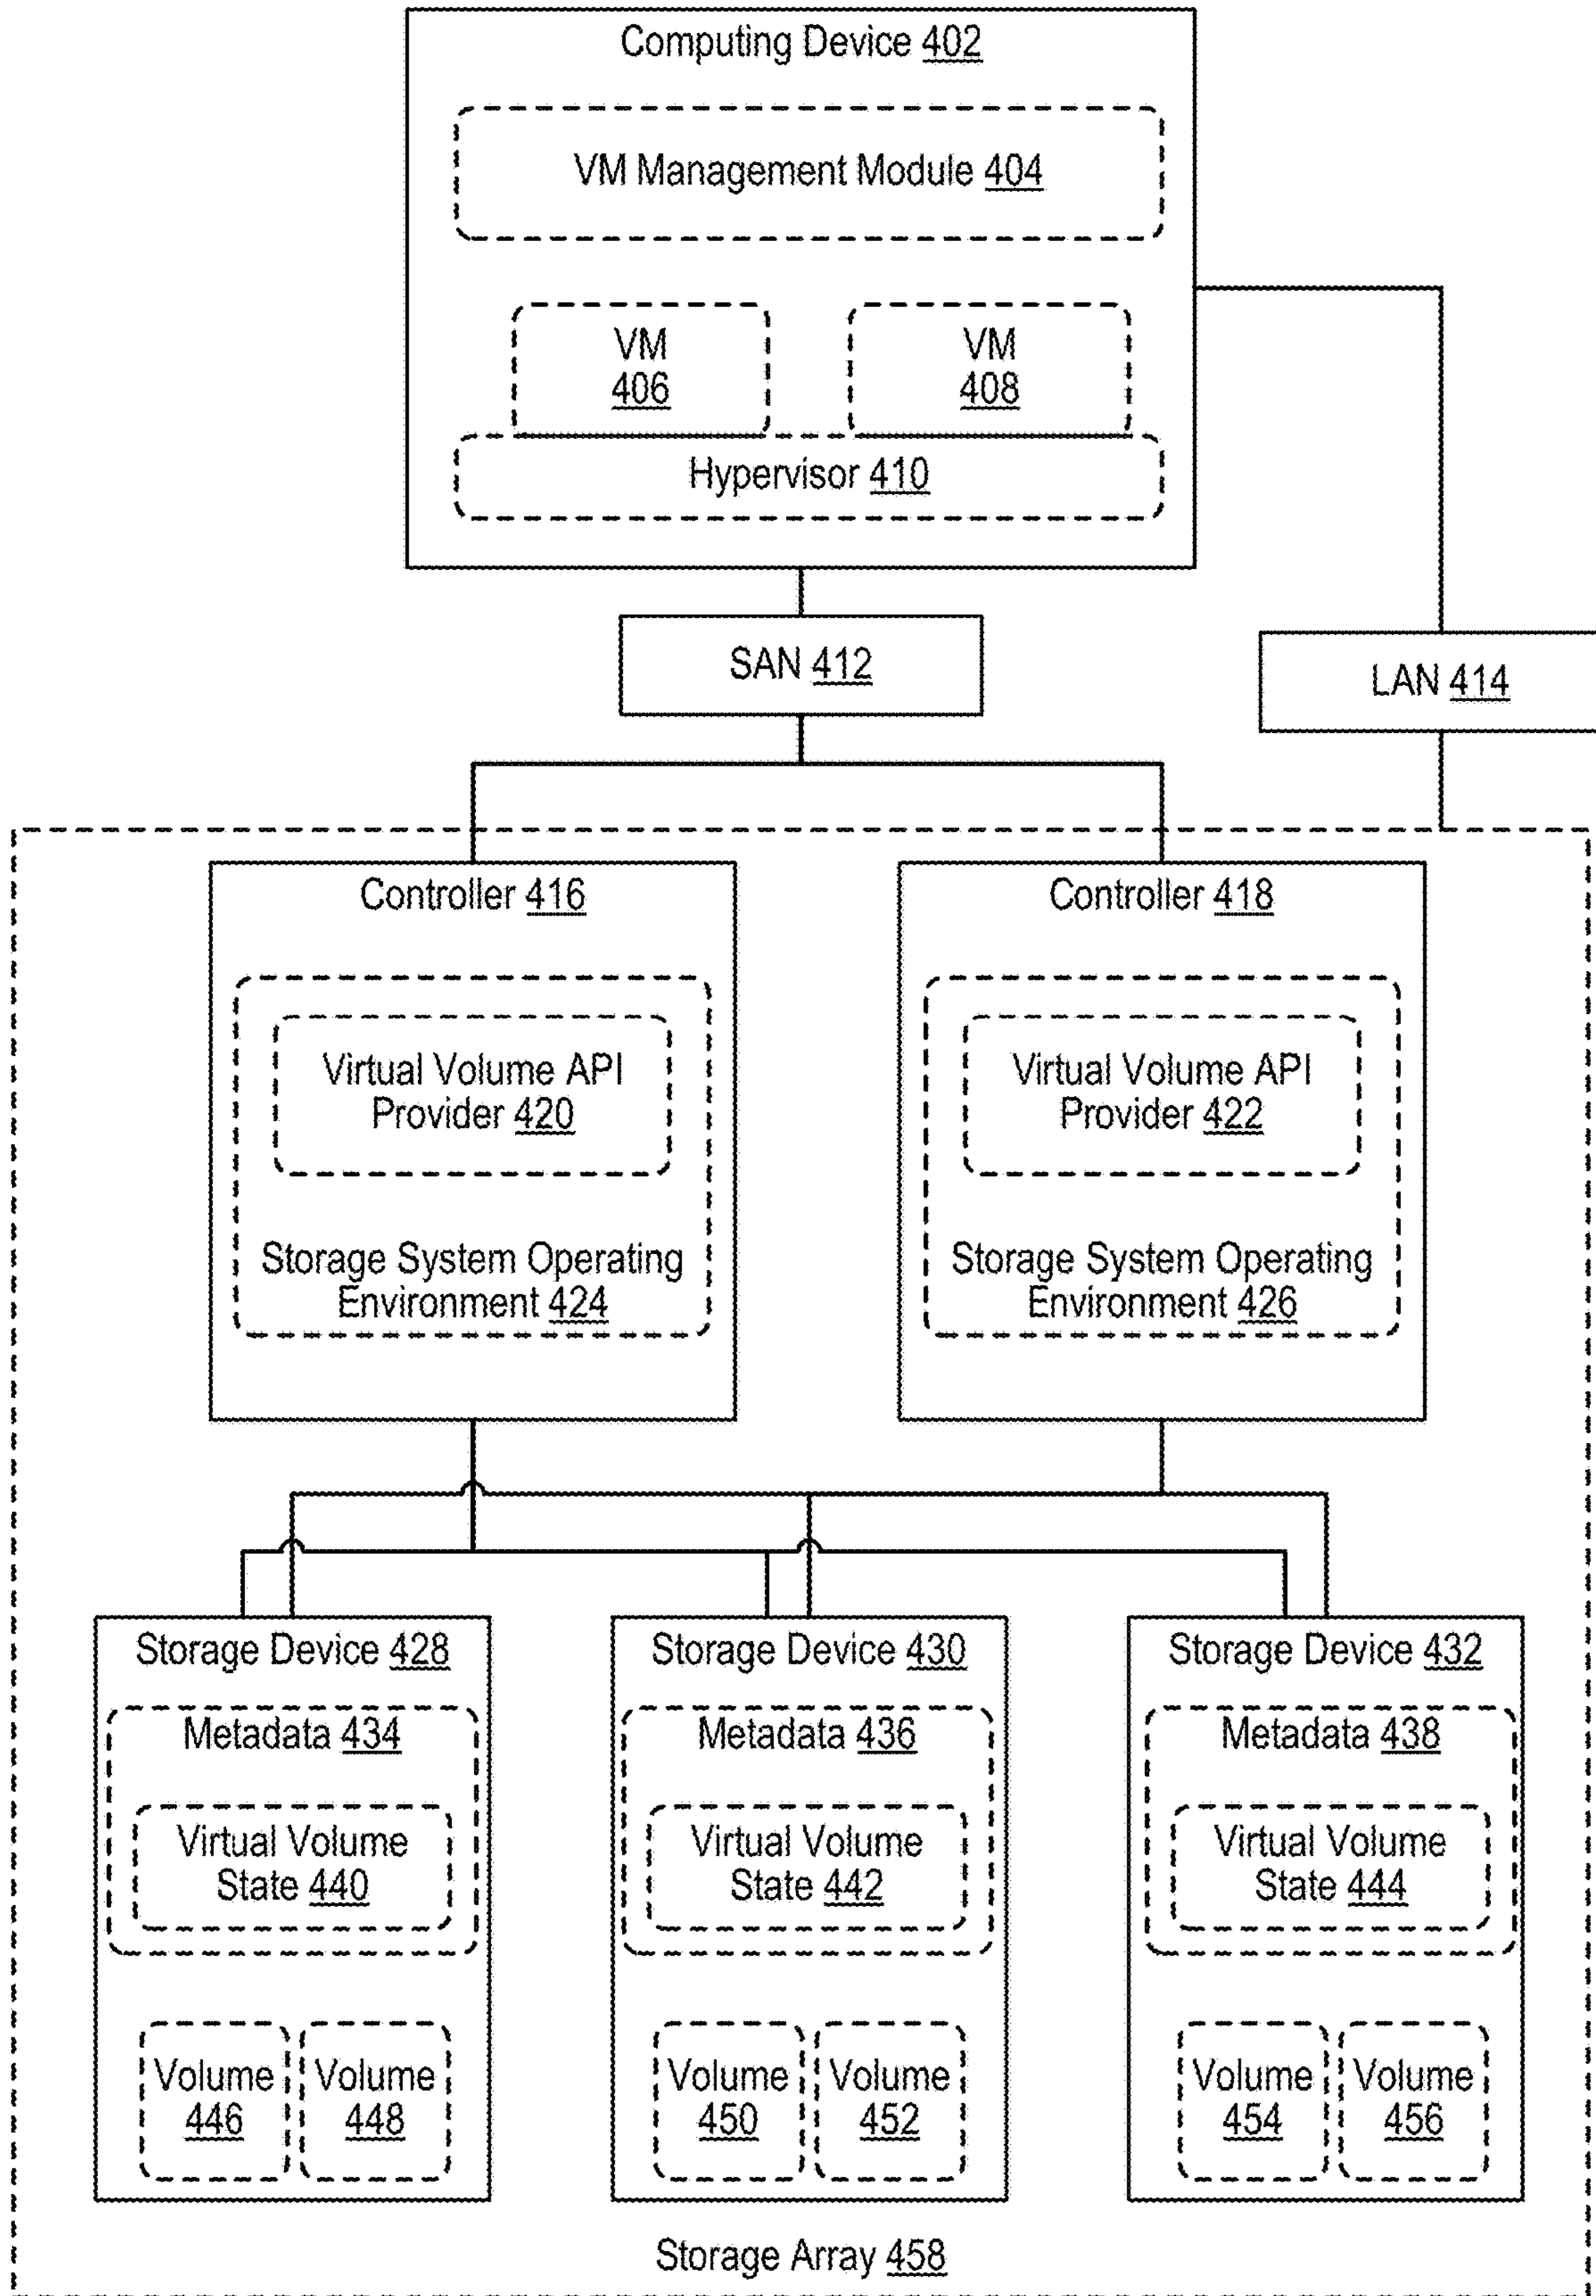 Computing Device 402
VM Management Module 404
VM
406
VM
408
Hypervisor 410
SAN 412
LAN 414
Controller 416
Virtual Volume API
Provider 420
Storage System Operating
Environment 424
Controller 418
Virtual Volume API
Provider 422
Storage System Operating
Environment 426
Storage Device 428
Metadata 434
Virtual Volume
State 440
Volume
446
Volume
448
Storage Device 430
Metadata 436
Virtual Volume
State 442
Volume
450
Volume
452
Storage Device 432
Metadata 438
Virtual Volume
State 444
Volume
454
Volume
456
Storage Array 458